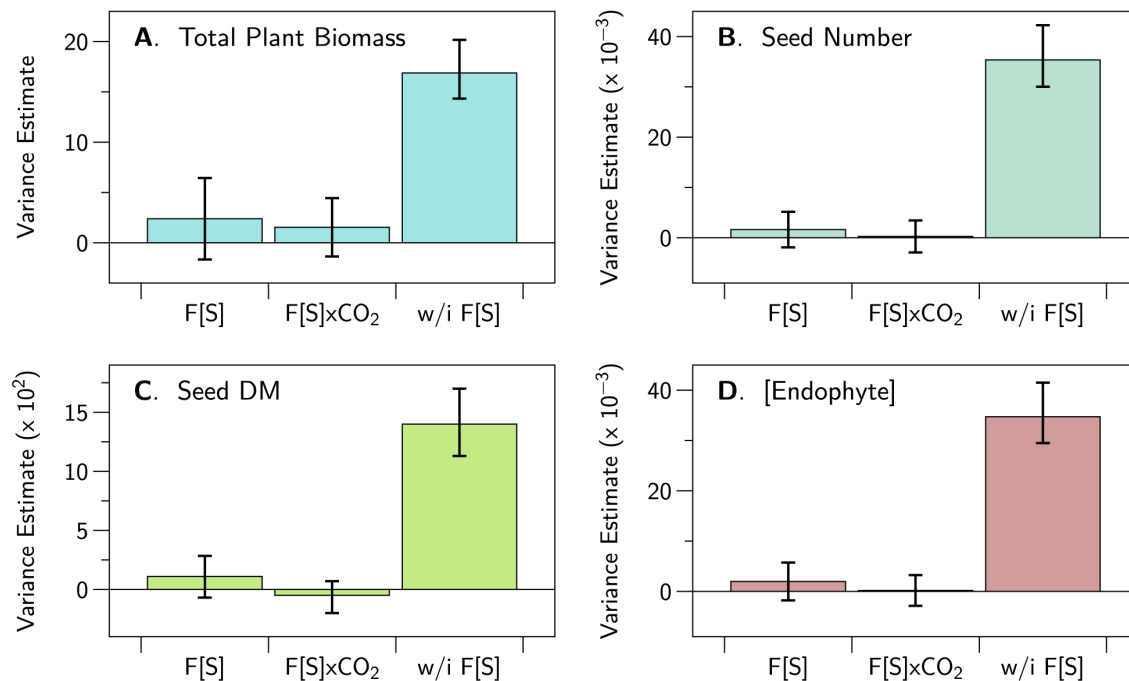 A. Total Plant Biomass
Variance Estimate
20
10
0
F[S] F[S]xCO₂ w/i F[S]
B. Seed Number
Variance Estimate (x 10⁻³)
40
20
0
F[S] F[S]xCO₂ w/i F[S]
C. Seed DM
Variance Estimate (x 10²)
15
10
5
0
F[S] F[S]xCO₂ w/i F[S]
D. [Endophyte]
Variance Estimate (x 10⁻³)
40
20
0
F[S] F[S]xCO₂ w/i F[S]